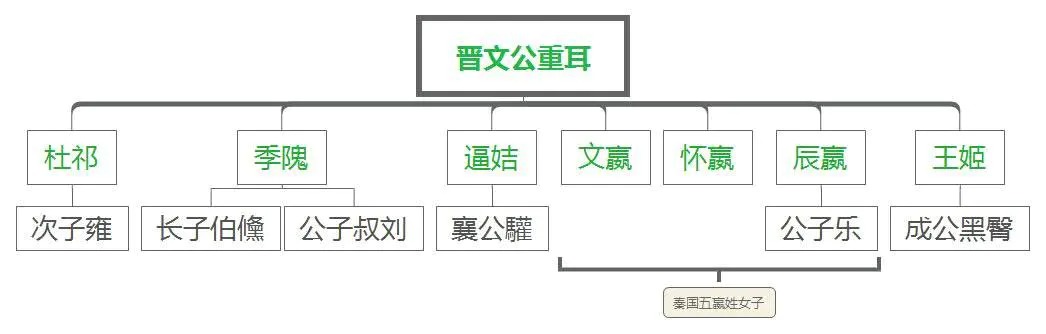 晋文公重耳
杜祁
季隗
逼姞
文嬴
怀嬴
辰嬴
王姬
次子雍
长子伯儵
公子叔刘
襄公驩
公子乐
成公黑臀
秦国五嬴姓女子